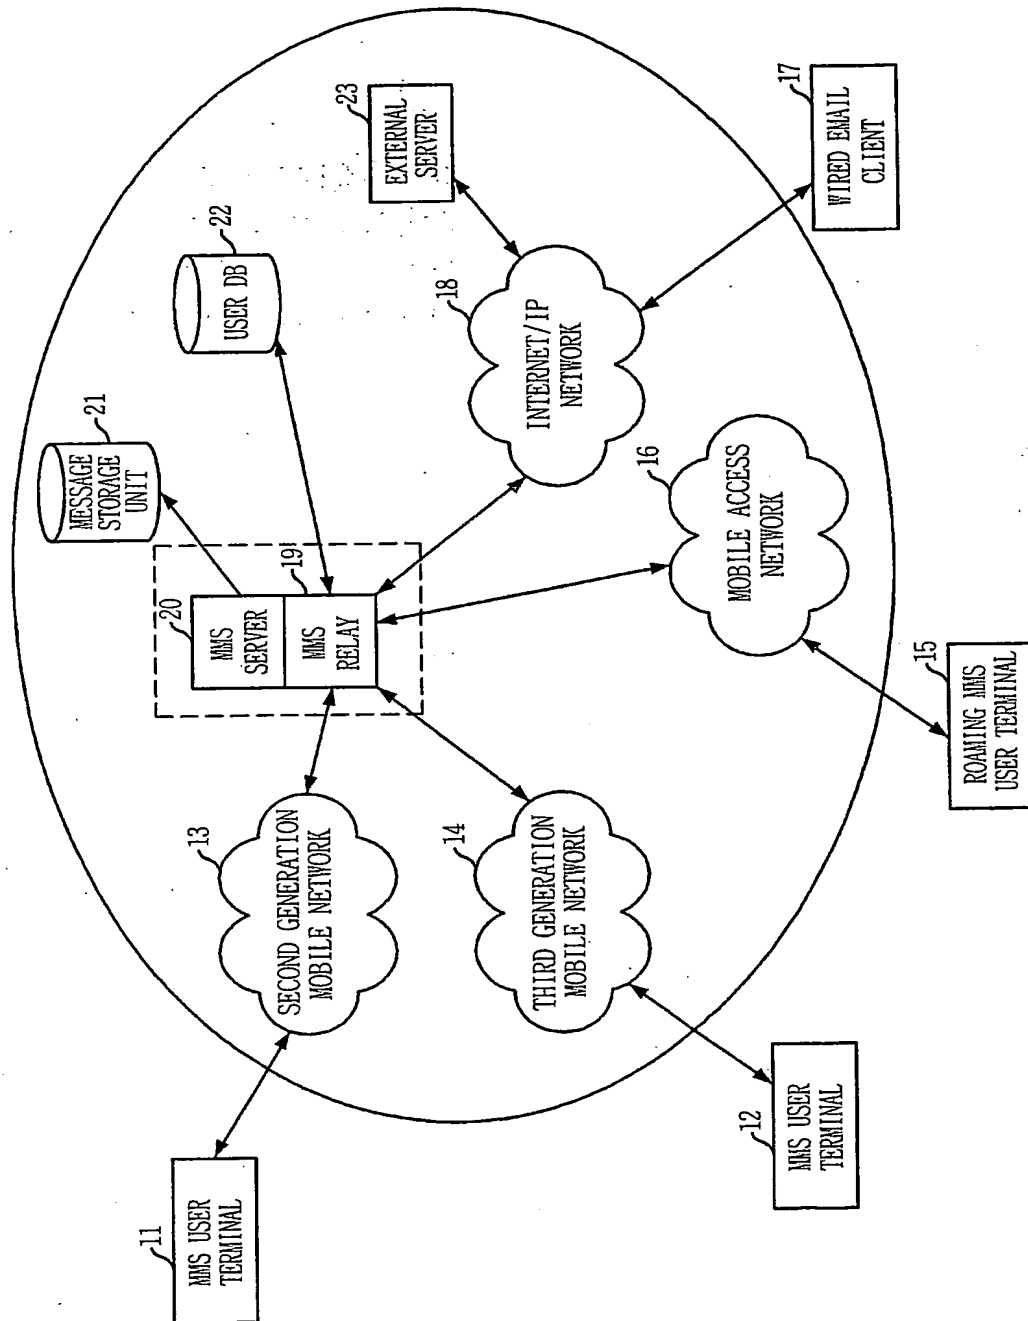 11
MMS USER
TERMINAL
12
MMS USER
TERMINAL
13
SECOND GENERATION
MOBILE NETWORK
14
THIRD GENERATION
MOBILE NETWORK
20
MMS
SERVER
19
MMS
RELAY
21
MESSAGE
STORAGE
UNIT
22
USER DB
23
EXTERNAL
SERVER
18
INTERNET/IP
NETWORK
16
MOBILE ACCESS
NETWORK
15
ROAMING MMS
USER TERMINAL
17
WIRED EMAIL
CLIENT